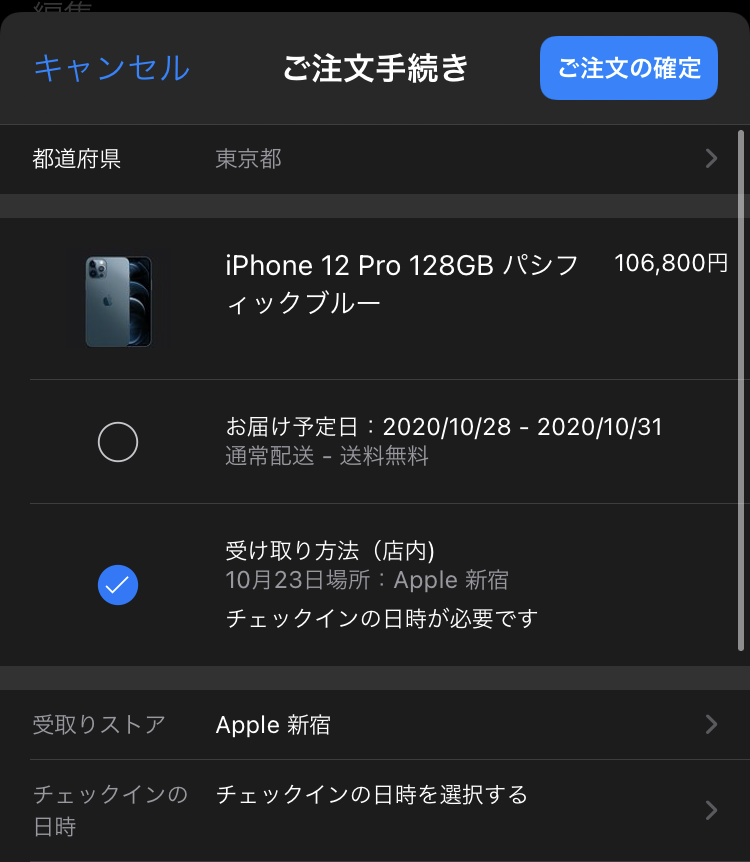 編集
キャンセル
ご注文手続き
ご注文の確定
都道府県
東京都
iPhone 12 Pro 128GB パシフ
ィックブルー
106,800円
お届け予定日：2020/10/28 - 2020/10/31
通常配送 - 送料無料
受け取り方法（店内)
10月23日場所：Apple 新宿
チェックインの日時が必要です
受取りストア
Apple 新宿
チェックインの
日時
チェックインの日時を選択する